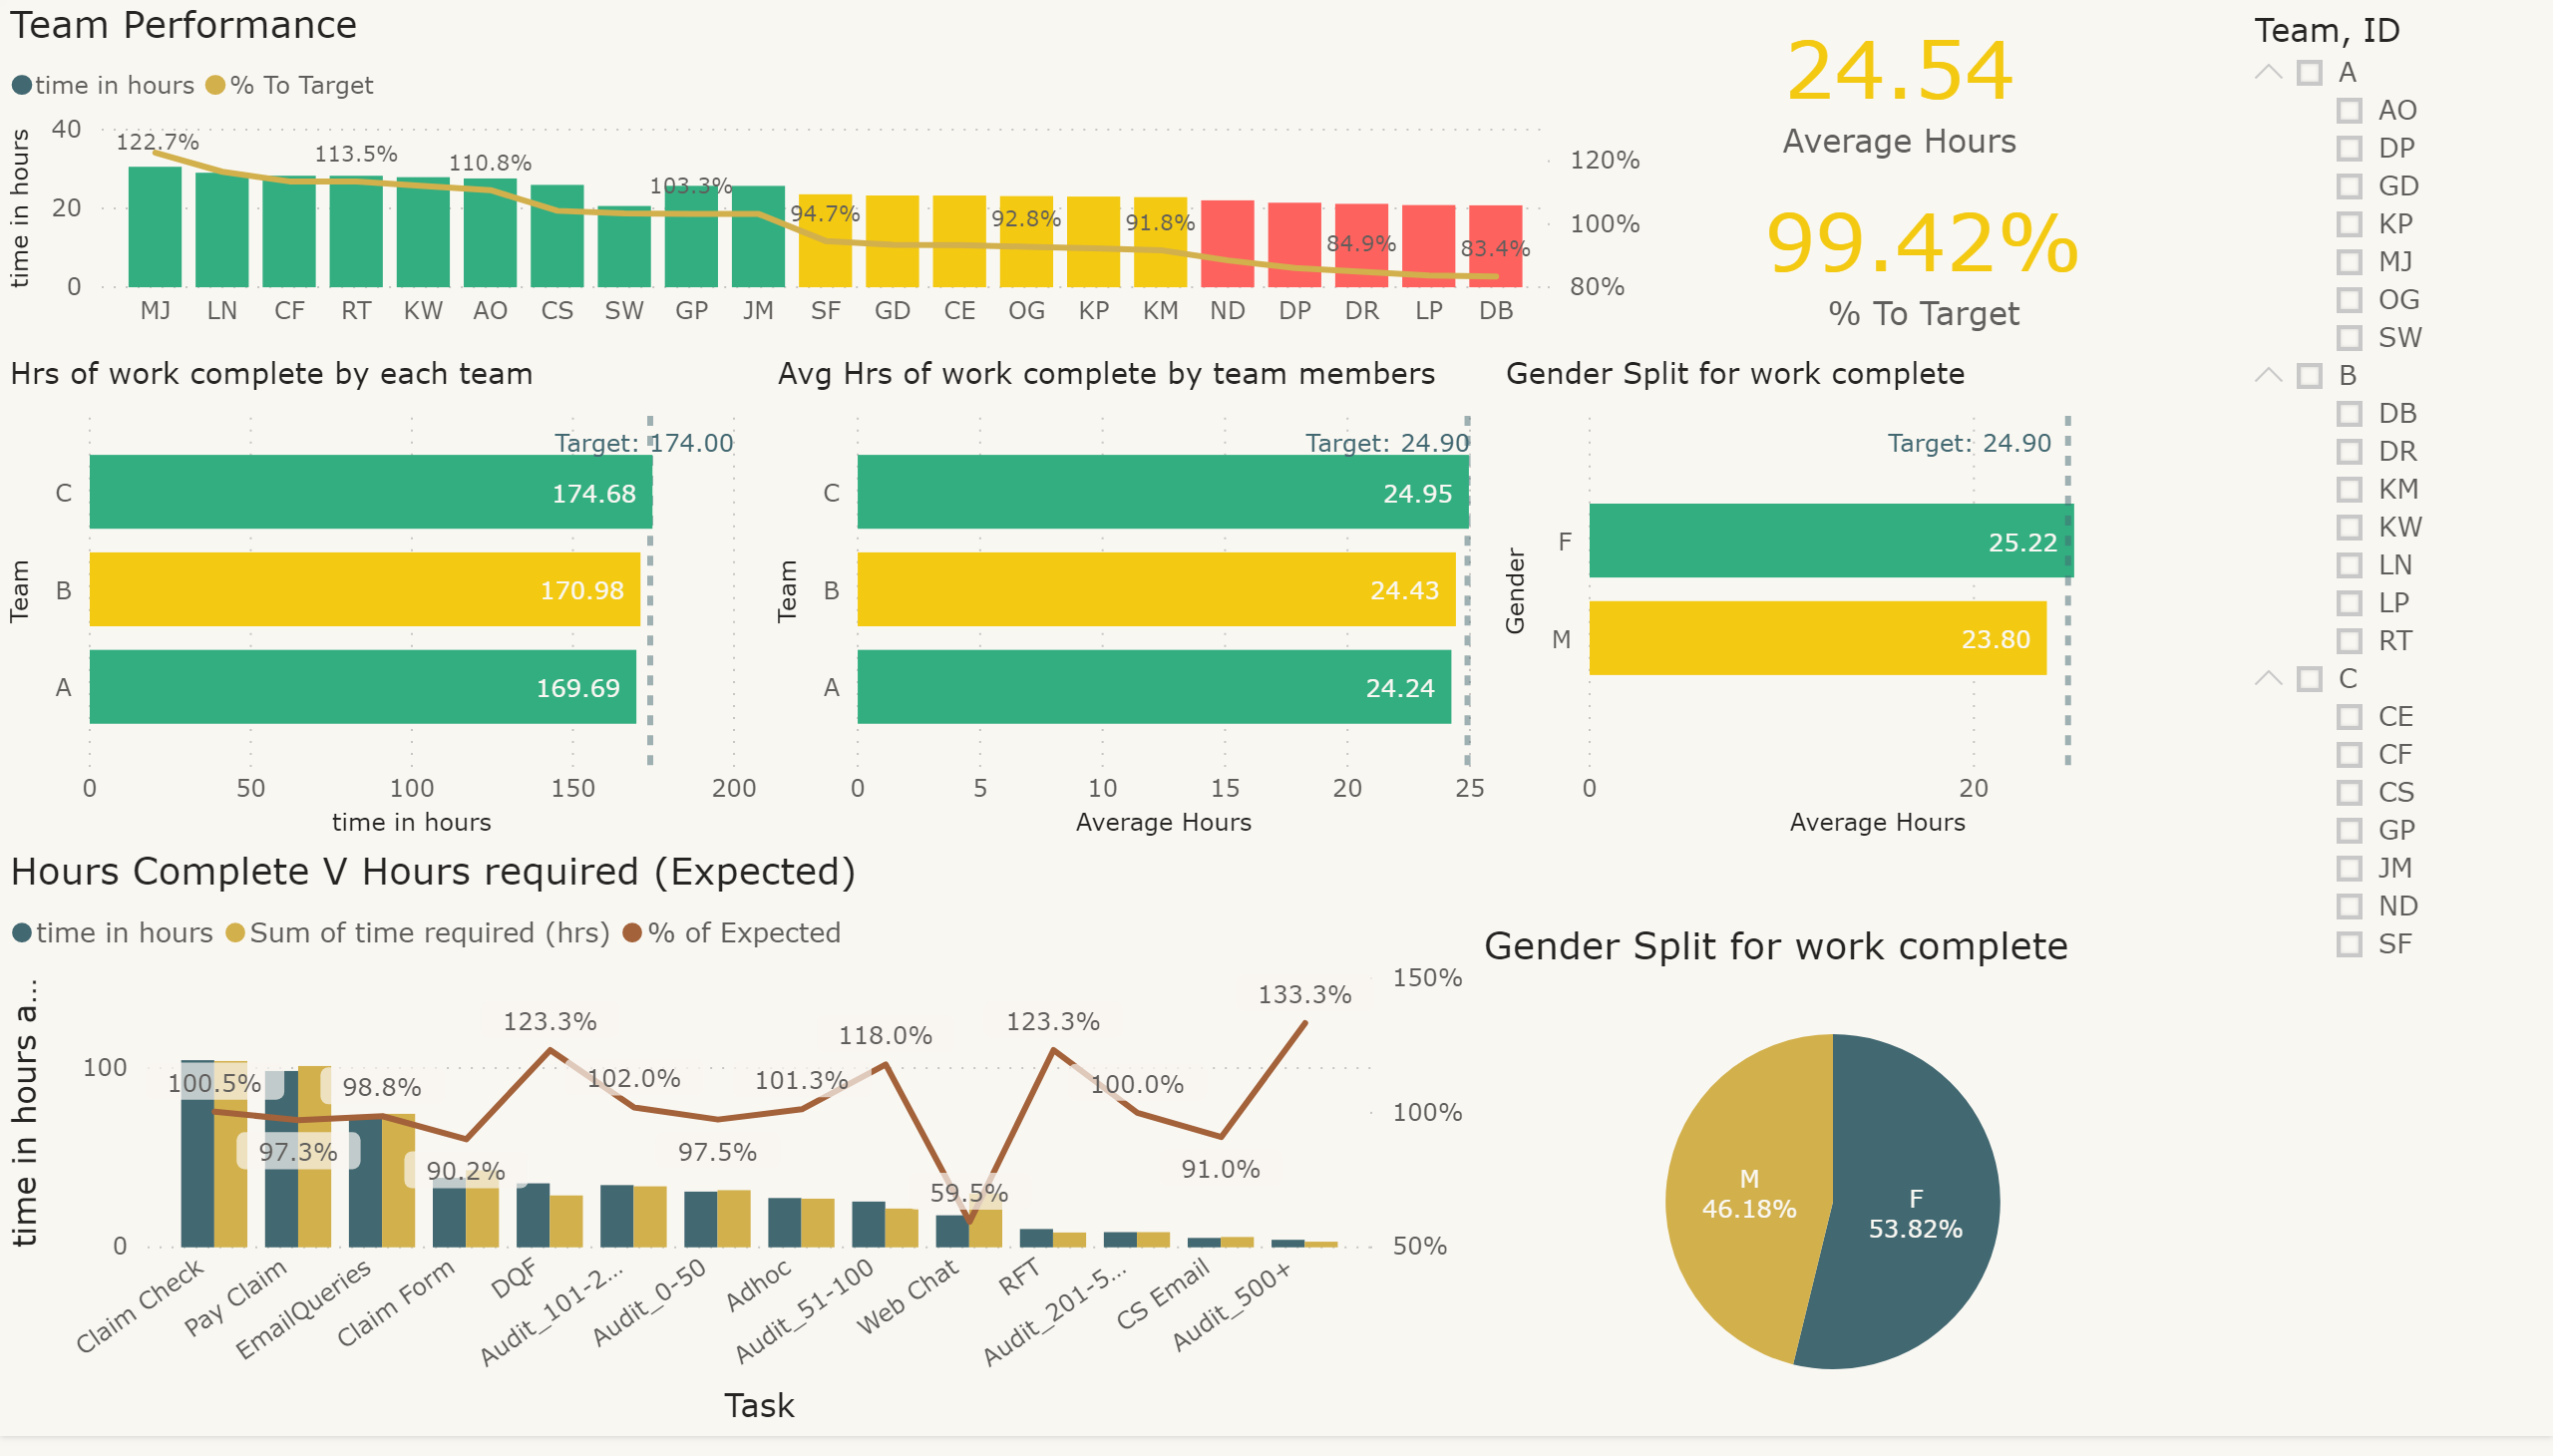 Team Performance
time in hours % To Target
time in hours
40
20
0
122.7% 113.5% 110.8% 103.3% 94.7% 92.8% 91.8% 84.9% 83.4%
120%
100%
80%
MJ LN CF RT KW AO CS SW GP JM SF GD CE OG KP KM ND DP DR LP DB
24.54
Average Hours
99.42%
% To Target
Hrs of work complete by each team
Target: 174.00
Team
C 174.68
B 170.98
A 169.69
0 50 100 150 200
time in hours
Avg Hrs of work complete by team members
Target: 24.90
Team
C 24.95
B 24.43
A 24.24
0 5 10 15 20 25
Average Hours
Gender Split for work complete
Target: 24.90
Gender
F 25.22
M 23.80
0 20
Average Hours
Hours Complete V Hours required (Expected)
time in hours Sum of time required (hrs) % of Expected
time in hours a...
100
0
100.5% 97.3% 98.8% 90.2% 123.3% 102.0% 97.5% 101.3% 118.0% 59.5% 123.3% 100.0% 91.0% 133.3%
150%
100%
50%
Claim Check
Pay Claim
EmailQueries
Claim Form
DQF
Audit_101-2...
Audit_0-50
Adhoc
Audit_51-100
Web Chat
RFT
Audit_201-5...
CS Email
Audit_500+
Task
Gender Split for work complete
M
46.18%
F
53.82%
Team, ID
A
AO
DP
GD
KP
MJ
OG
SW
B
DB
DR
KM
KW
LN
LP
RT
C
CE
CF
CS
GP
JM
ND
SF